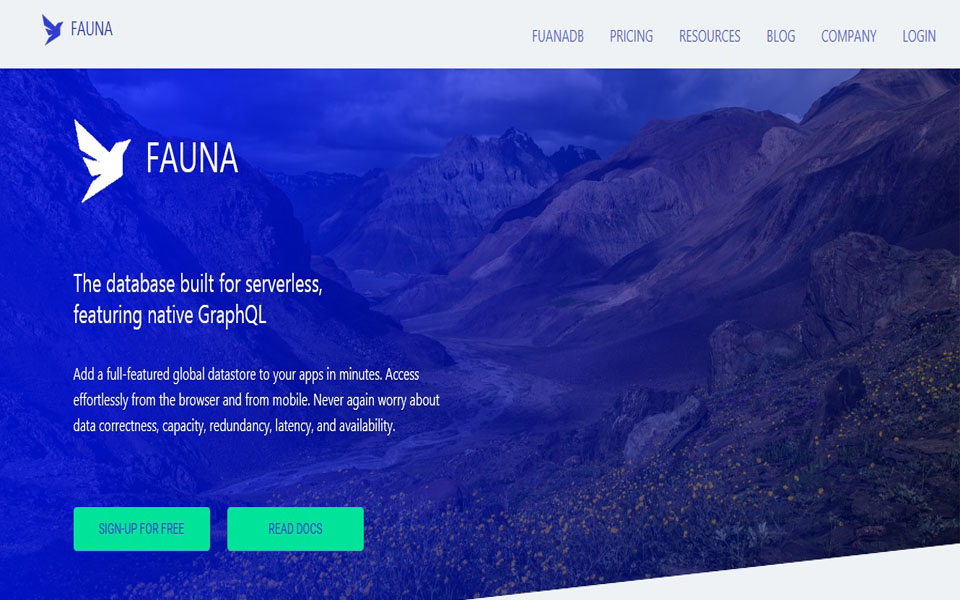 FAUNA
FUANADB PRICING RESOURCES BLOG COMPANY LOGIN
FAUNA
The database built for serverless,
featuring native GraphQL
Add a full-featured global datastore to your apps in minutes. Access
effortlessly from the browser and from mobile. Never again worry about
data correctness, capacity, redundancy, latency, and availability.
SIGN-UP FOR FREE READ DOCS